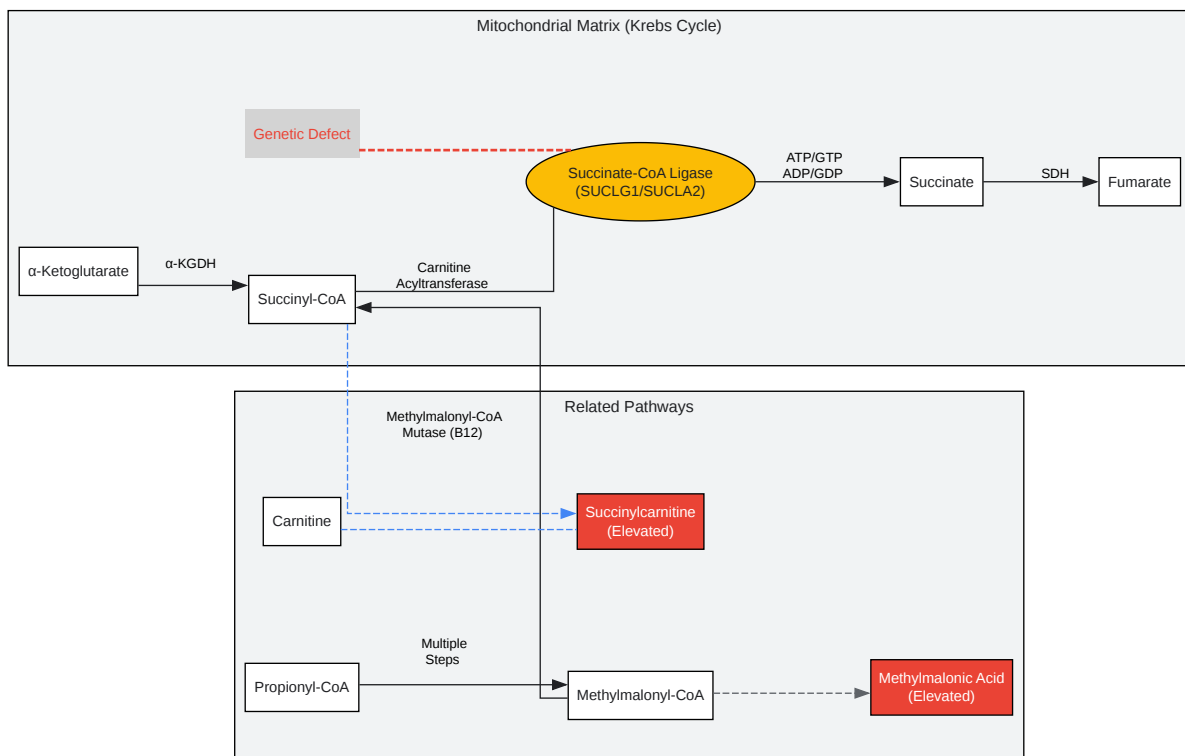 Mitochondrial Matrix (Krebs Cycle)
Genetic Defect
Succinate-CoA Ligase
(SUCLG1/SUCLA2)
ATP/GTP
ADP/GDP
Succinate
SDH
Fumarate
α-Ketoglutarate
α-KGDH
Succinyl-CoA
Carnitine
Acyltransferase
Related Pathways
Methylmalonyl-CoA
Mutase (B12)
Carnitine
Succinylcarnitine
(Elevated)
Multiple
Steps
Propionyl-CoA
Methylmalonyl-CoA
Methylmalonic Acid
(Elevated)